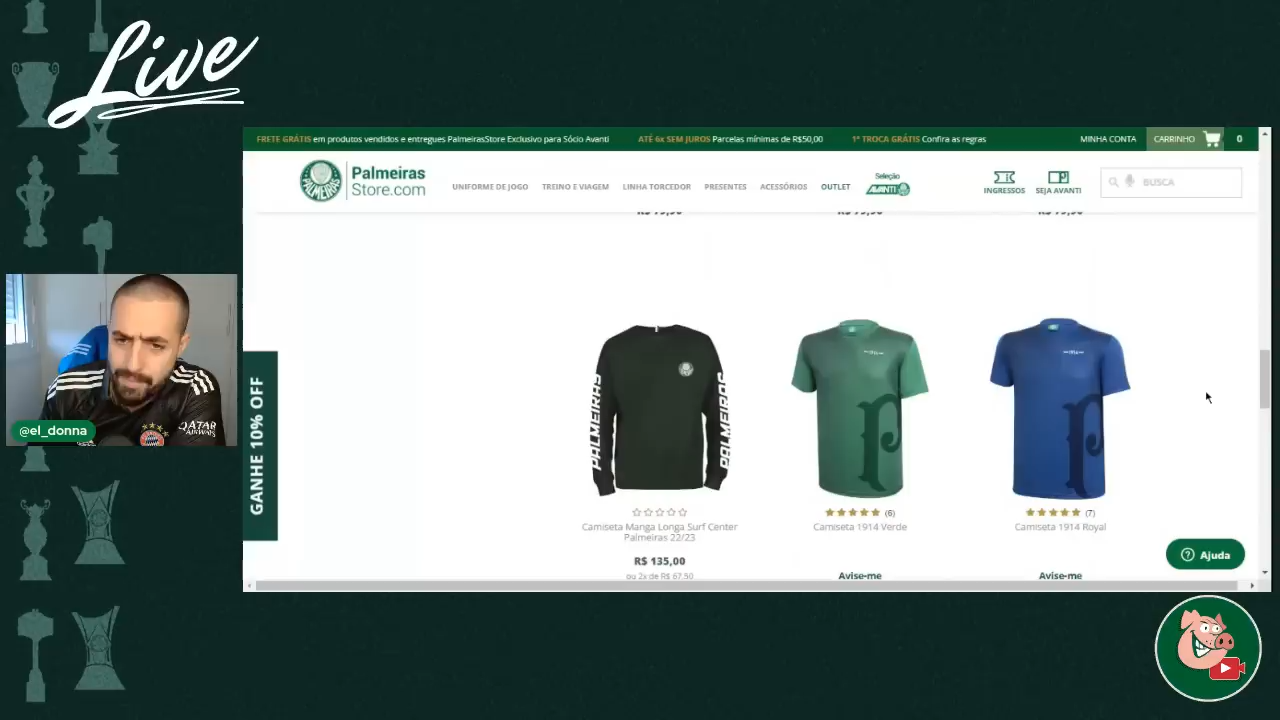 Live
FRETE GRÁTIS em produtos vendidos e entregues PalmeirasStore Exclusivo para Sócio Avanti
ATÉ 6x SEM JUROS Parcelas mínimas de R$50,00
1ª TROCA GRÁTIS Confira as regras
MINHA CONTA
CARRINHO
0
PALMEIRAS
Palmeiras
Store.com
UNIFORME DE JOGO
TREINO E VIAGEM
LINHA TORCEDOR
PRESENTES
ACESSÓRIOS
OUTLET
Seleção
AVANTI
INGRESSOS
SEJA AVANTI
BUSCA
R$ 79,90
R$ 79,90
R$ 79,90
GANHE 10% OFF
PALMEIRAS
PALMEIRAS
(6)
(7)
Camiseta Manga Longa Surf Center
Palmeiras 22/23
Camiseta 1914 Verde
Camiseta 1914 Royal
R$ 135,00
ou 2x de R$ 67,50
Avise-me
Avise-me
Ajuda
QATAR
AIRWAYS
@el_donna